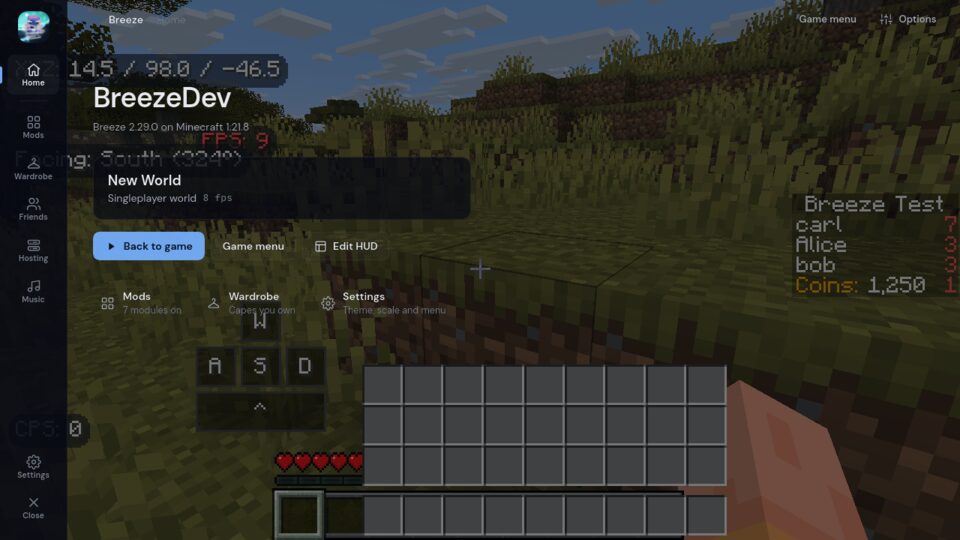 Breeze Home
Game menu
Options
14.5 / 98.0 / -46.5
Home
BreezeDev
Breeze 2.29.0 on Minecraft 1.21.8
Mods
FPS: 9
ng: South (324°)
Wardrobe
New World
Singleplayer world 8 fps
Friends
Breeze Test
carl 7
Alice 3
bob 3
Coins: 1,250 1
Hosting
Back to game
Game menu
Edit HUD
Music
Mods
7 modules on
Wardrobe
Capes you own
Settings
Theme, scale and menu
W
A S D
^
CPS: 0
Settings
Close